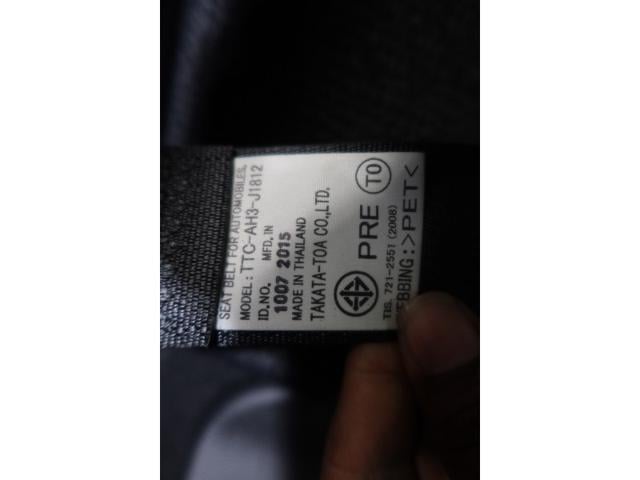 SEAT BELT FOR AUTOMOBILES.
MODEL: TTC-AH3-J1812
ID.NO. MFD.IN
1007 2015
MADE IN THAILAND
TAKATA-TOA CO.,LTD.
PRE TO
TIS. 721-2551 (2008)
WEBBING:>PET<